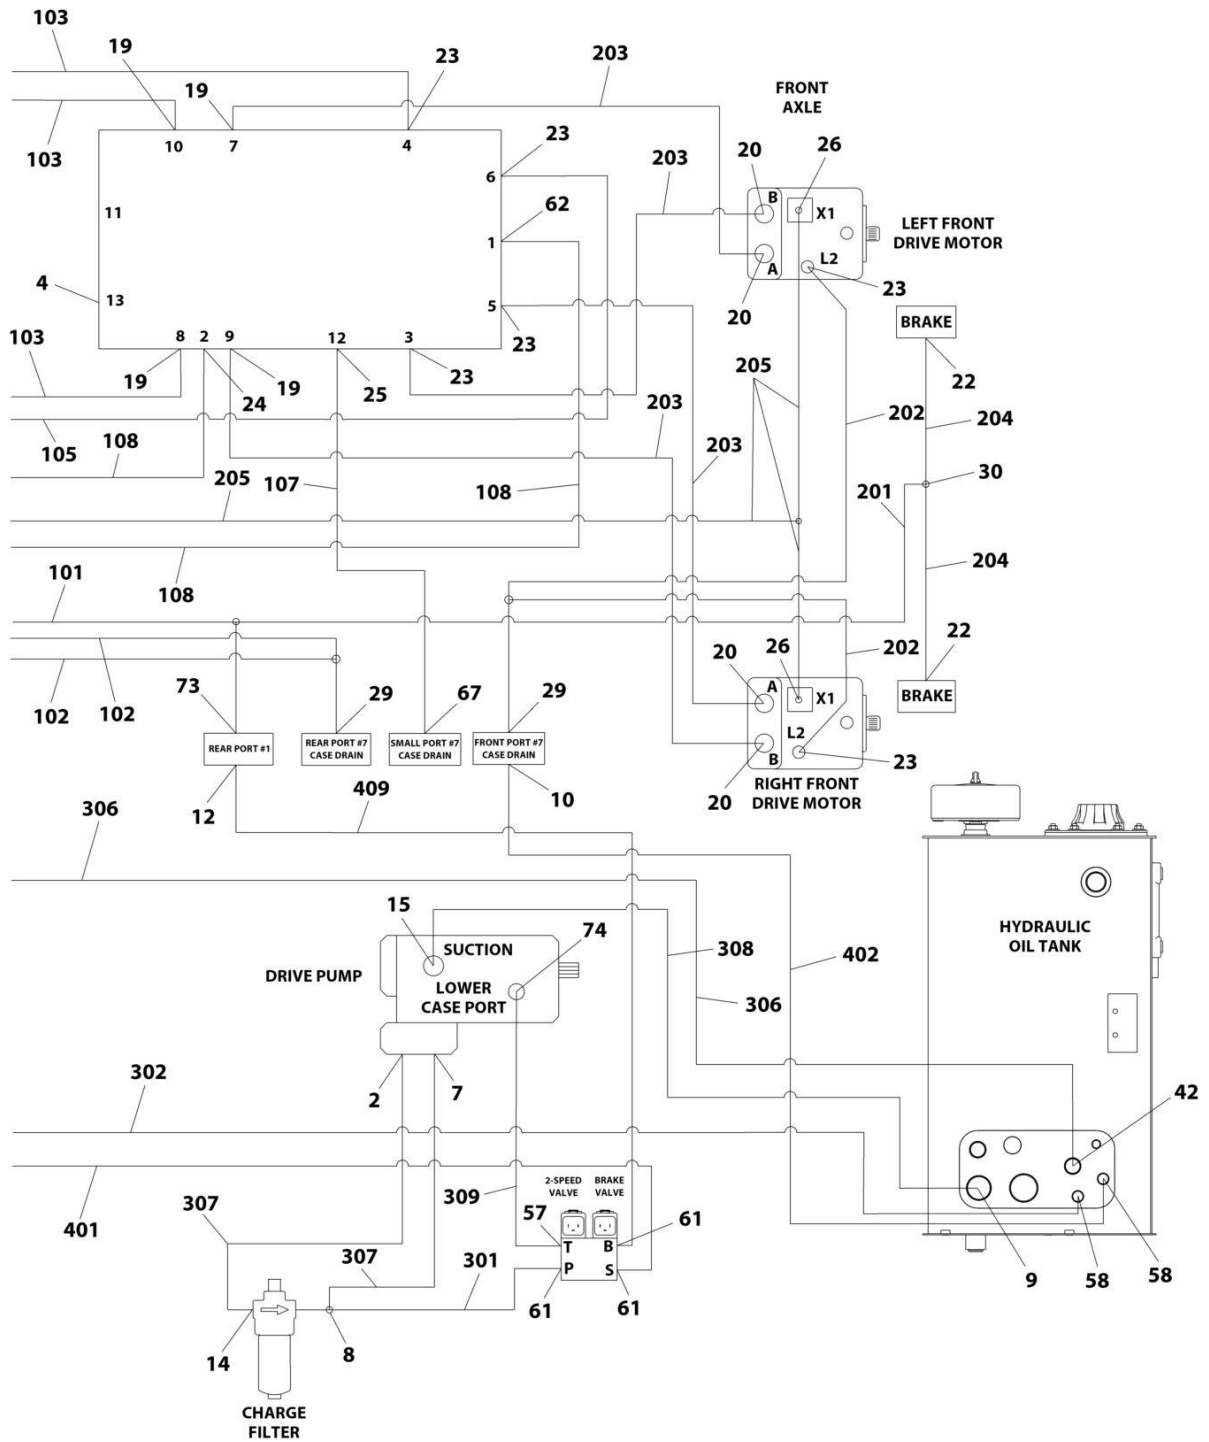 103
19
23
203
FRONT
AXLE
19
103
10
7
4
23
203
20
26
6
B
X1
11
62
LEFT FRONT
DRIVE MOTOR
1
L2
4
13
A
5
23
20
23
BRAKE
103
8
2
9
12
3
19
19
23
205
22
24
25
203
202
204
105
108
203
205
107
108
201
30
101
108
204
202
22
20
26
A
X1
BRAKE
102
102
73
29
67
29
L2
REAR PORT #1
REAR PORT #7
CASE DRAIN
SMALL PORT #7
CASE DRAIN
FRONT PORT #7
CASE DRAIN
B
23
RIGHT FRONT
DRIVE MOTOR
20
12
409
10
306
15
74
HYDRAULIC
OIL TANK
SUCTION
308
402
DRIVE PUMP
LOWER
CASE PORT
306
302
2
7
42
309
2-SPEED
VALVE
BRAKE
VALVE
307
401
57
61
T
B
307
301
P
S
9
58
58
61
61
14
8
CHARGE
FILTER